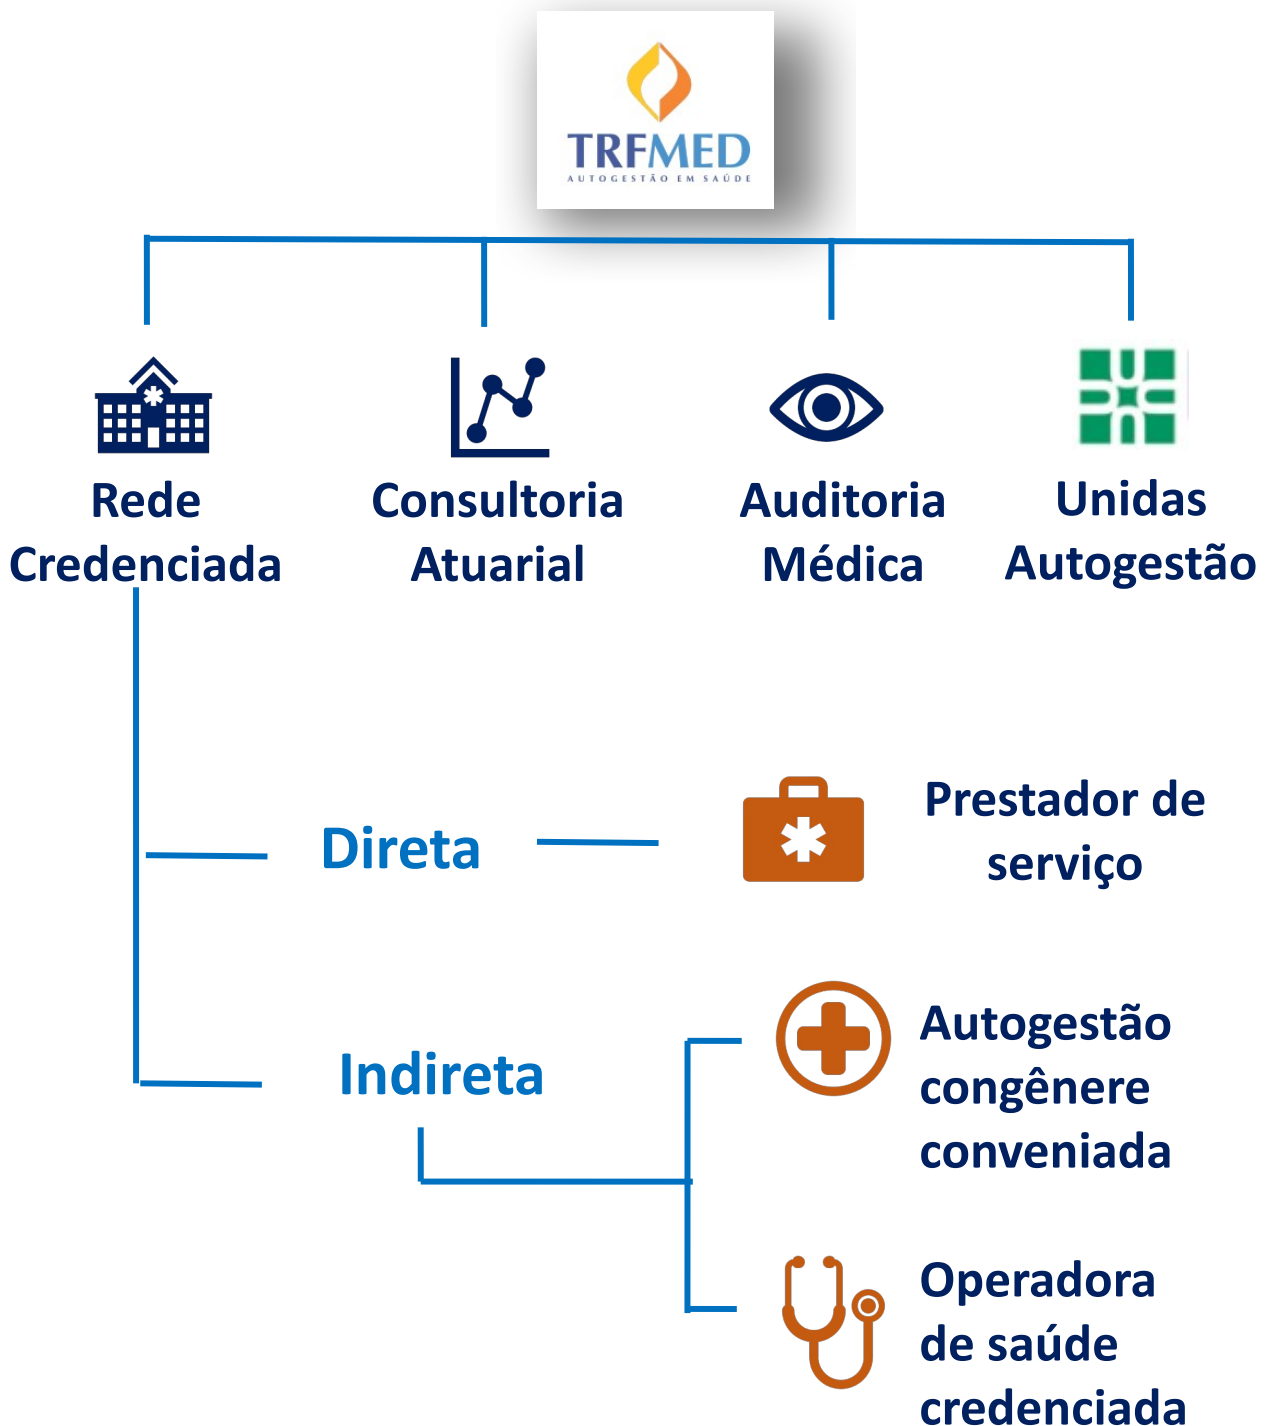 TRFMED
AUTOGESTÃO EM SAÚDE
Rede
Credenciada
Consultoria
Atuarial
Auditoria
Médica
Unidas
Autogestão
Direta
Prestador de
serviço
Indireta
Autogestão
congênere
conveniada
Operadora
de saúde
credenciada